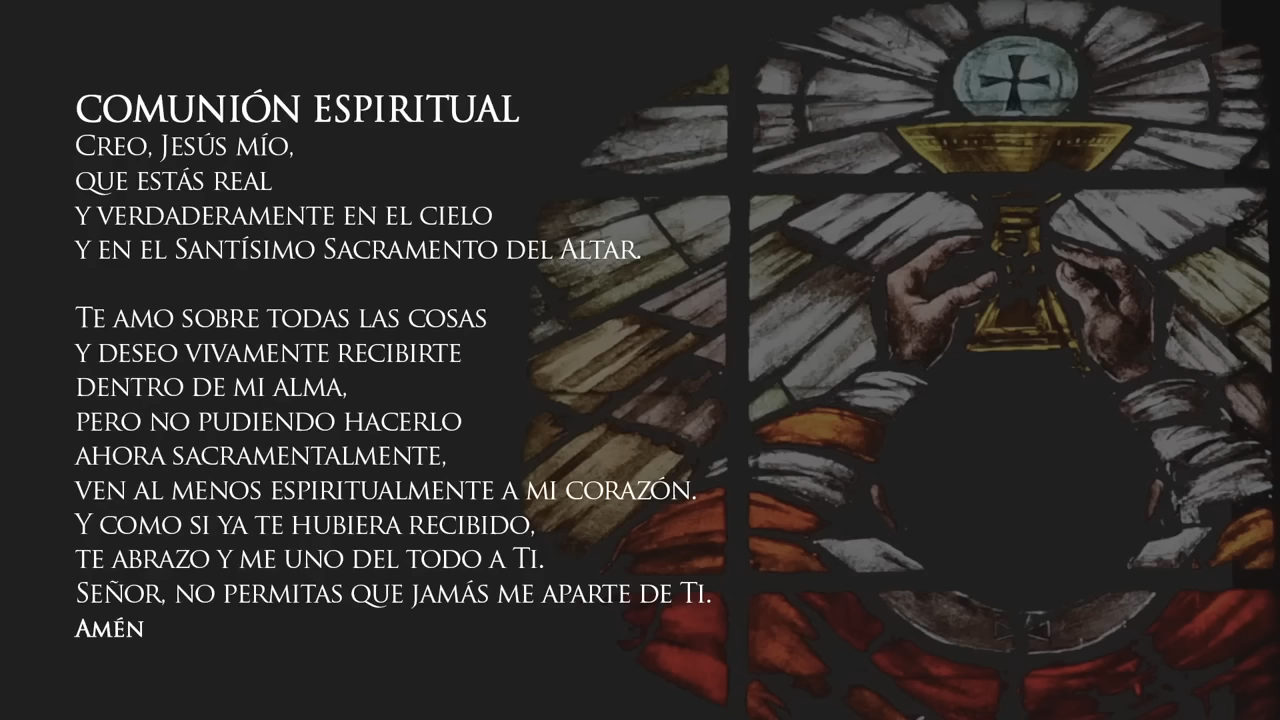 COMUNIÓN ESPIRITUAL
Creo, Jesús mío,
que estás real
y verdaderamente en el cielo
y en el Santísimo Sacramento del Altar.
Te amo sobre todas las cosas
y deseo vivamente recibirte
dentro de mi alma,
pero no pudiendo hacerlo
ahora sacramentalmente,
ven al menos espiritualmente a mi corazón.
Y como si ya te hubiera recibido,
te abrazo y me uno del todo a Ti.
Señor, no permitas que jamás me aparte de Ti.
Amén